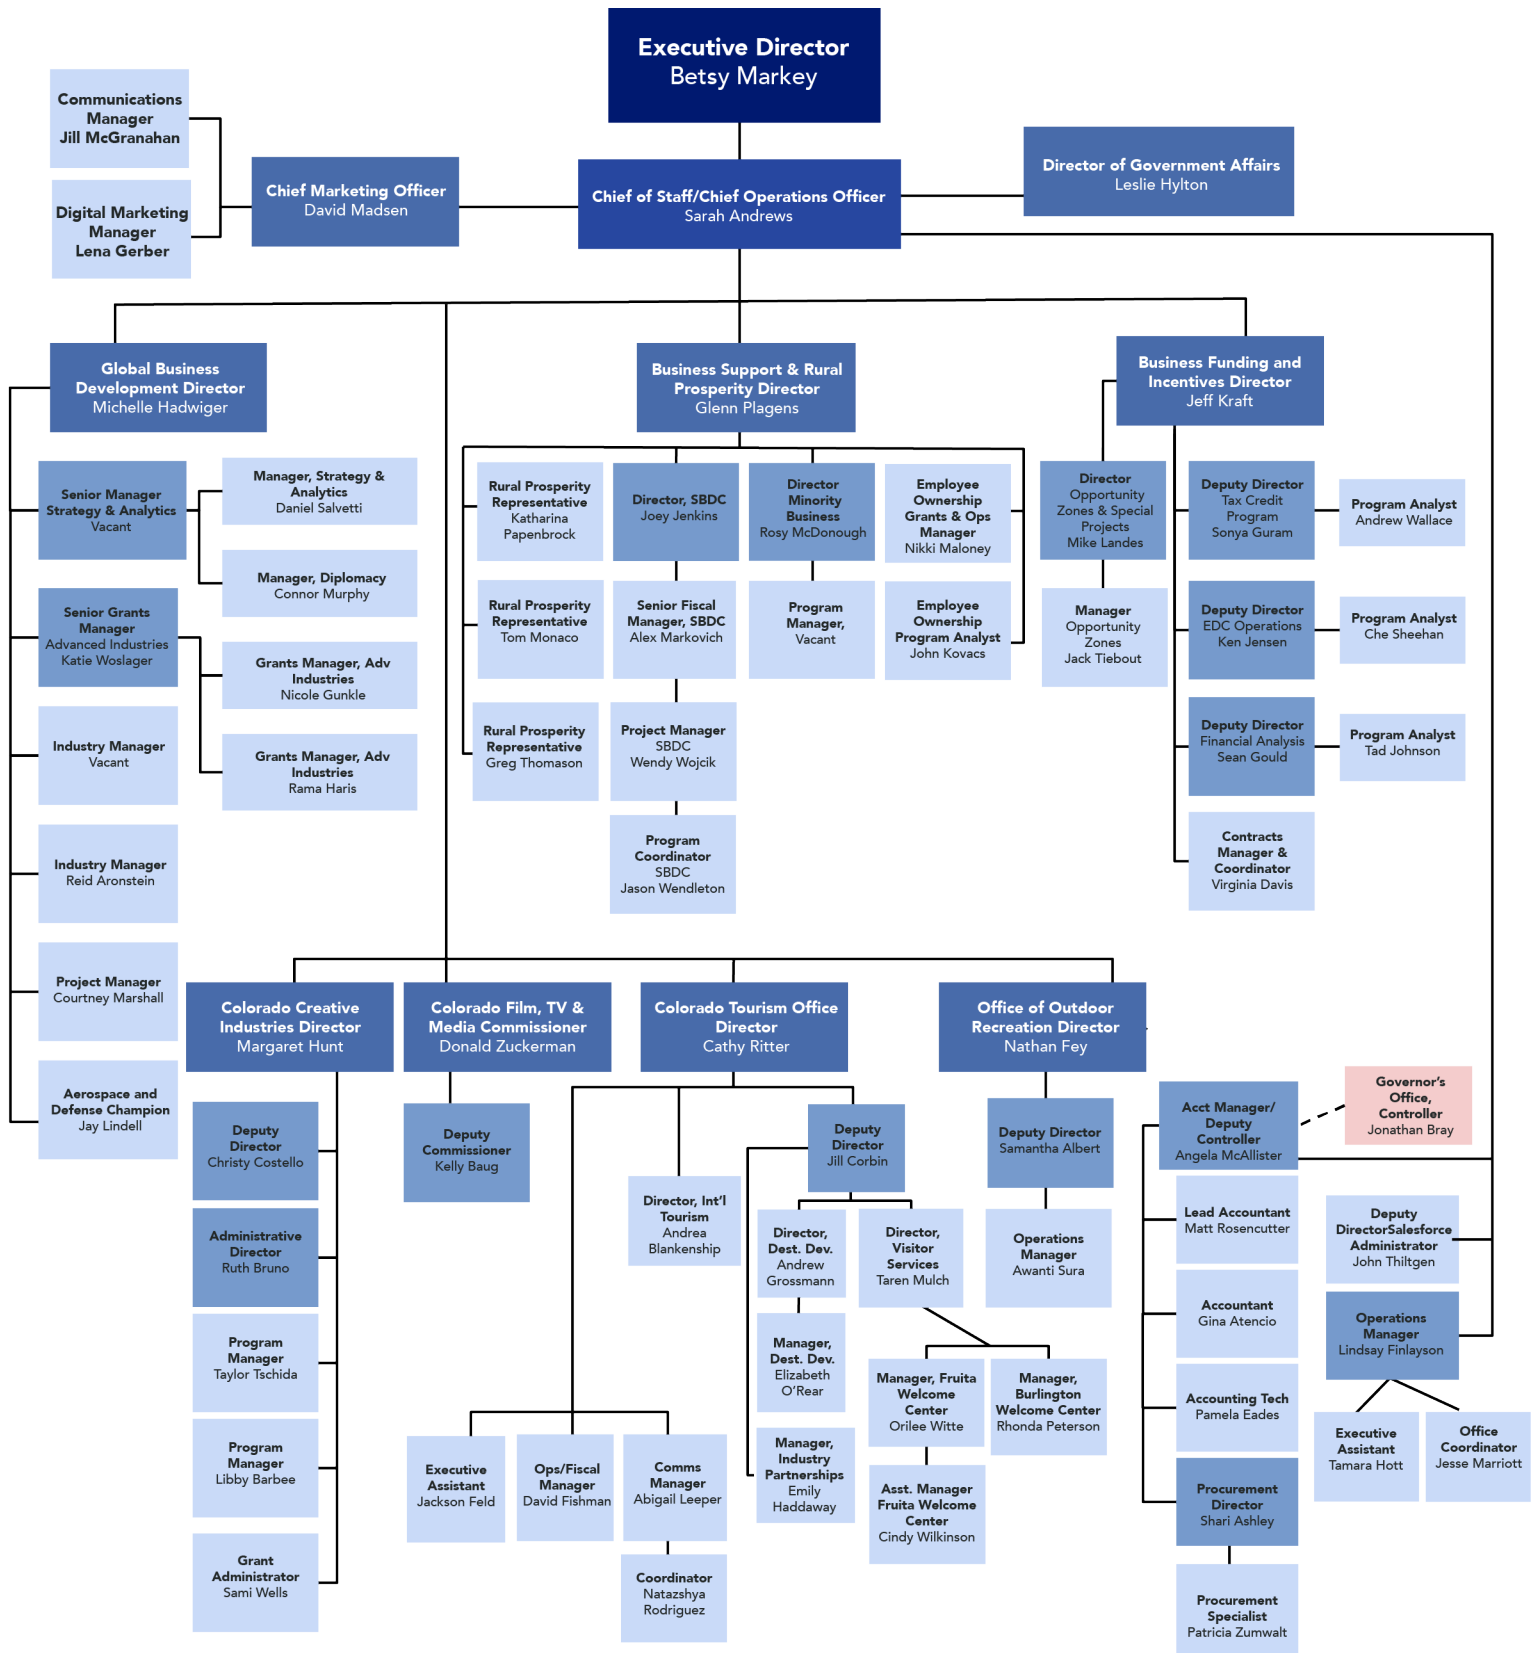 Executive Director
Betsy Markey
Communications
Manager
Jill McGranahan
Digital Marketing
Manager
Lena Gerber
Chief Marketing Officer
David Madsen
Chief of Staff/Chief Operations Officer
Sarah Andrews
Director of Government Affairs
Leslie Hylton
Global Business
Development Director
Michelle Hadwiger
Business Support & Rural
Prosperity Director
Glenn Plagens
Business Funding and
Incentives Director
Jeff Kraft
Senior Manager
Strategy & Analytics
Vacant
Manager, Strategy &
Analytics
Daniel Salvetti
Manager, Diplomacy
Connor Murphy
Senior Grants
Manager
Advanced Industries
Katie Woslager
Grants Manager, Adv
Industries
Nicole Gunkle
Grants Manager, Adv
Industries
Rama Haris
Industry Manager
Vacant
Industry Manager
Reid Aronstein
Project Manager
Courtney Marshall
Aerospace and
Defense Champion
Jay Lindell
Rural Prosperity
Representative
Katharina
Papenbrock
Rural Prosperity
Representative
Tom Monaco
Rural Prosperity
Representative
Greg Thomason
Director, SBDC
Joey Jenkins
Senior Fiscal
Manager, SBDC
Alex Markovich
Project Manager
SBDC
Wendy Wojcik
Program
Coordinator
SBDC
Jason Wendleton
Director
Minority
Business
Rosy McDonough
Program
Manager,
Vacant
Employee
Ownership
Grants & Ops
Manager
Nikki Maloney
Employee
Ownership
Program Analyst
John Kovacs
Director
Opportunity
Zones & Special
Projects
Mike Landes
Manager
Opportunity
Zones
Jack Tiebout
Deputy Director
Tax Credit
Program
Sonya Guram
Program Analyst
Andrew Wallace
Deputy Director
EDC Operations
Ken Jensen
Program Analyst
Che Sheehan
Deputy Director
Financial Analysis
Sean Gould
Program Analyst
Tad Johnson
Contracts
Manager &
Coordinator
Virginia Davis
Colorado Creative
Industries Director
Margaret Hunt
Colorado Film, TV &
Media Commissioner
Donald Zuckerman
Colorado Tourism Office
Director
Cathy Ritter
Office of Outdoor
Recreation Director
Nathan Fey
Deputy
Director
Christy Costello
Administrative
Director
Ruth Bruno
Program
Manager
Taylor Tschida
Program
Manager
Libby Barbee
Grant
Administrator
Sami Wells
Deputy
Commissioner
Kelly Baug
Director, Int'l
Tourism
Andrea
Blankenship
Deputy
Director
Jill Corbin
Director,
Dest. Dev.
Andrew
Grossmann
Director,
Visitor
Services
Taren Mulch
Manager,
Dest. Dev.
Elizabeth
O'Rear
Manager,
Industry
Partnerships
Emily
Haddaway
Manager, Fruita
Welcome
Center
Orilee Witte
Manager,
Burlington
Welcome Center
Rhonda Peterson
Asst. Manager
Fruita Welcome
Center
Cindy Wilkinson
Executive
Assistant
Jackson Feld
Ops/Fiscal
Manager
David Fishman
Comms
Manager
Abigail Leeper
Coordinator
Natazshya
Rodriguez
Deputy Director
Samantha Albert
Operations
Manager
Awanti Sura
Acct Manager/
Deputy
Controller
Angela McAllister
Governor's
Office,
Controller
Jonathan Bray
Lead Accountant
Matt Rosencutter
Accountant
Gina Atencio
Accounting Tech
Pamela Eades
Procurement
Director
Shari Ashley
Procurement
Specialist
Patricia Zumwalt
Deputy
DirectorSalesforce
Administrator
John Thiltgen
Operations
Manager
Lindsay Finlayson
Executive
Assistant
Tamara Hott
Office
Coordinator
Jesse Marriott